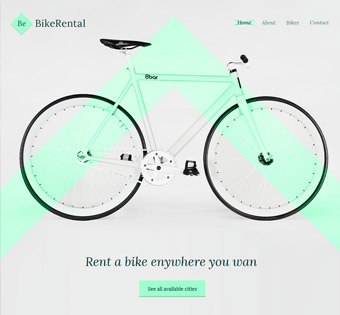 Be BikeRental
Home About Bikes Contact
8bar
Rent a bike enywhere you wan
See all available cities